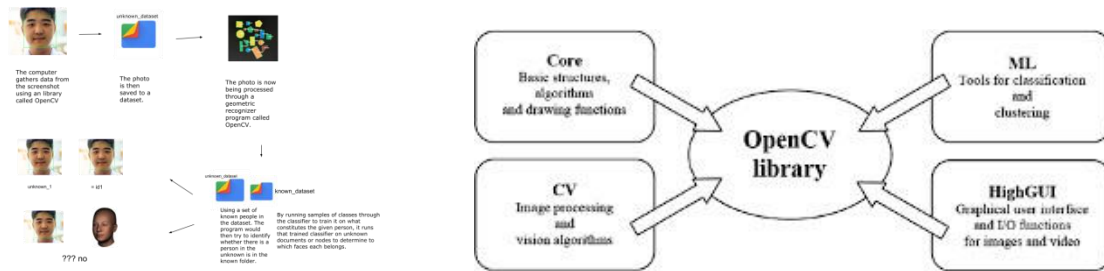 unknown_dataset
The computer
gathers data from
the screenshot
using an library
called OpenCV
The photo
is then
saved to a
dataset.
The photo is now
being processed
through a
geometric
recognizer
program called
OpenCV.
unknown_1
= id1
unknown_dataset
known_dataset
Using a set of
known people in
the dataset. The
program would
then try to identify
whether there is a
person in the
unknown is in the
known folder.
By running samples of classes through
the classifier to train it on what
constitutes the given person, it runs
that trained classifier on unknown
documents or nodes to determine to
which faces each belongs.
??? no
Core
Basic structures,
algorithms
and drawing functions
ML
Tools for classification
and
clustering
OpenCV
library
CV
Image processing
and
vision algorithms
HighGUI
Graphical user interface
and I/O functions
for images and video